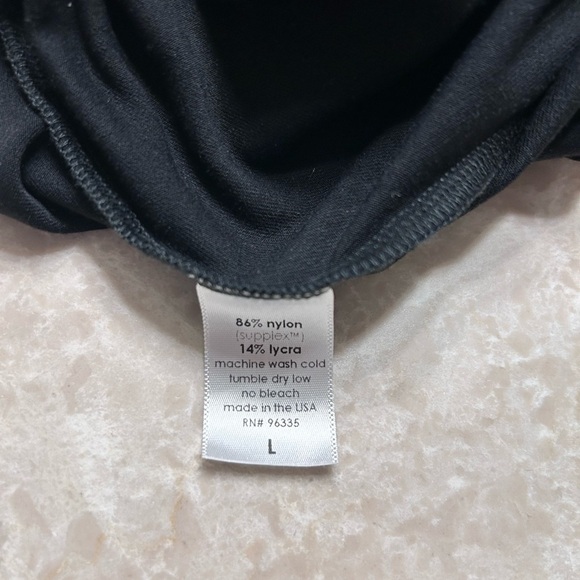 86% nylon
(supplex™)
14% lycra
machine wash cold
tumble dry low
no bleach
made in the USA
RN# 96335
L